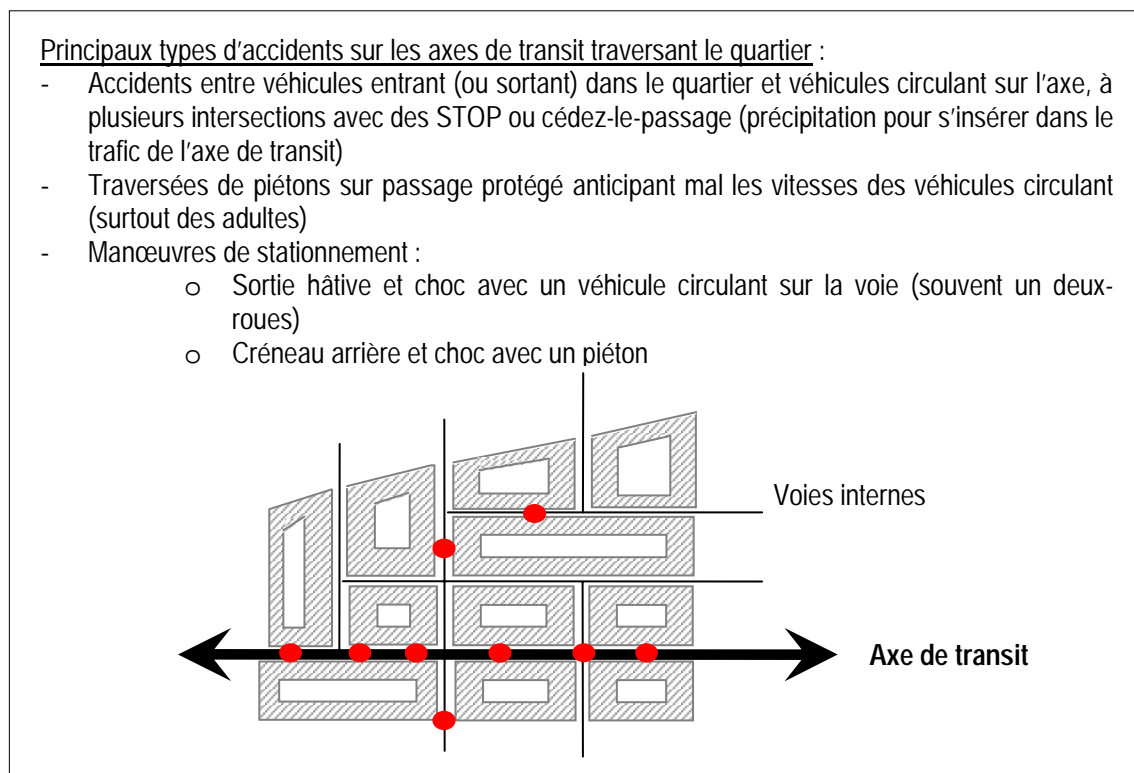 Principaux types d’accidents sur les axes de transit traversant le quartier :
- Accidents entre véhicules entrant (ou sortant) dans le quartier et véhicules circulant sur l’axe, à
plusieurs intersections avec des STOP ou cédez-le-passage (précipitation pour s’insérer dans le
trafic de l’axe de transit)
- Traversées de piétons sur passage protégé anticipant mal les vitesses des véhicules circulant
(surtout des adultes)
- Manœuvres de stationnement :
o Sortie hâtive et choc avec un véhicule circulant sur la voie (souvent un deux-
roues)
o Créneau arrière et choc avec un piéton
Voies internes
Axe de transit